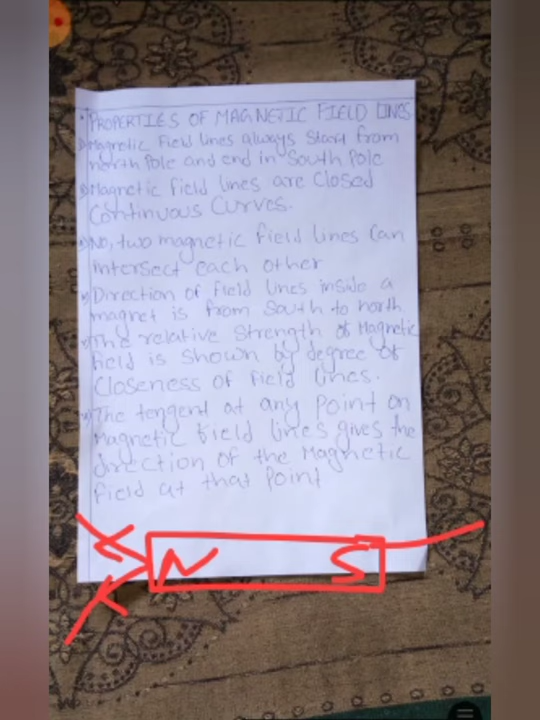 • PROPERTIES OF MAGNETIC FIELD LINES
1) Magnetic Field lines always start from
north Pole and end in South Pole
2) Magnetic field lines are Closed
Continuous Curves.
3) No, two magnetic field lines Can
intersect each other
4) Direction of field lines inside a
magnet is from South to north.
5) The relative Strength of Magnetic
field is Shown by degree of
Closeness of field lines.
6) The tengent at any Point on
Magnetic field lines gives the
direction of the Magnetic
field at that Point
N S